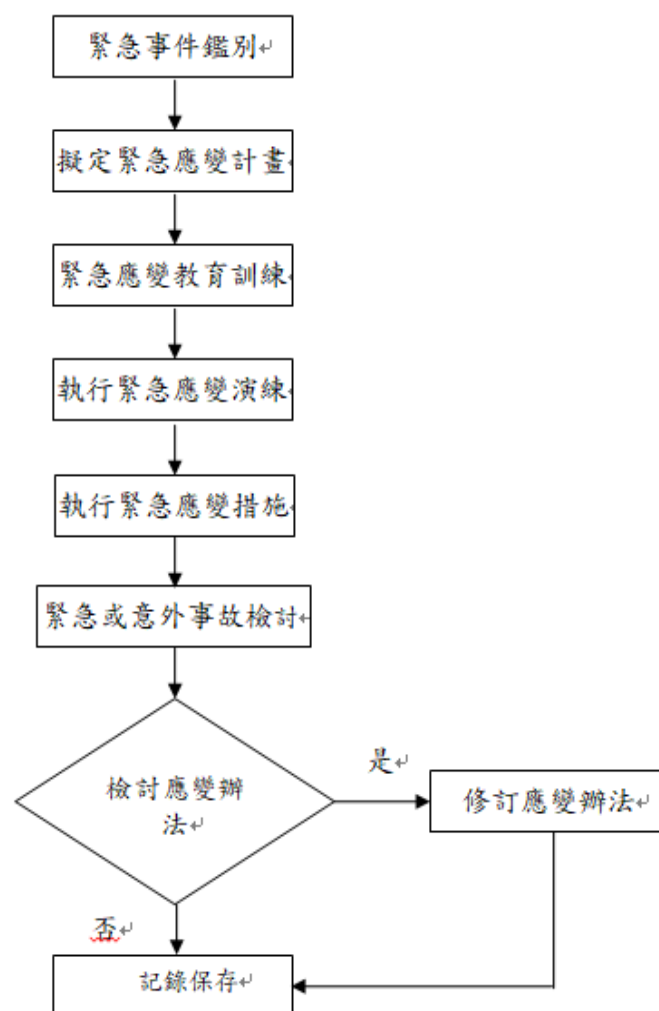 緊急事件鑑別
擬定緊急應變計畫
緊急應變教育訓練
執行緊急應變演練
執行緊急應變措施
緊急或意外事故檢討
檢討應變辦
法
是
修訂應變辦法
否
記錄保存